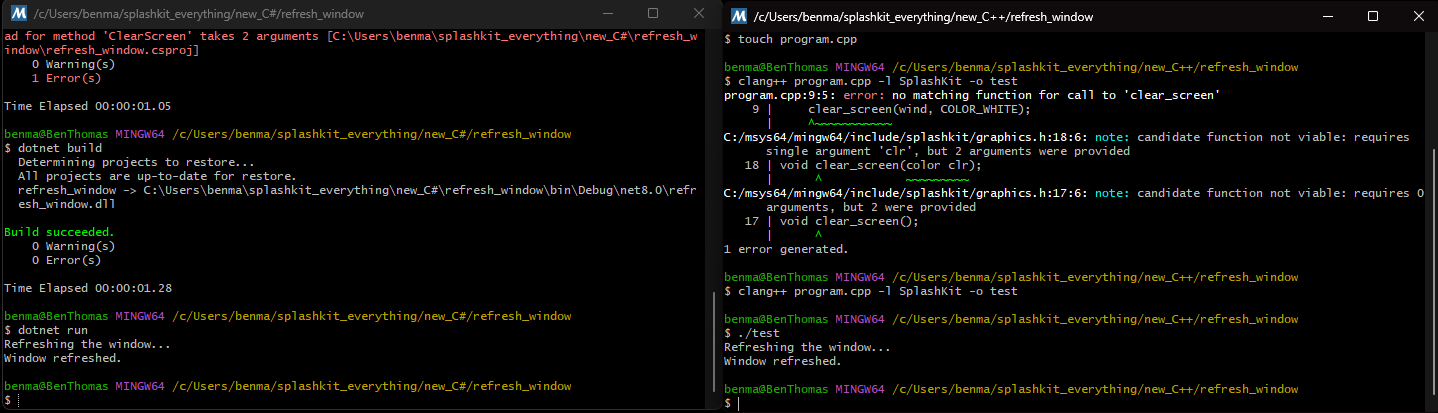 /c/Users/benma/splashkit_everything/new_C#/refresh_window
ad for method 'ClearScreen' takes 2 arguments [C:\Users\benma\splashkit_everything\new_C#\refresh_w
indow\refresh_window.csproj]
0 Warning(s)
1 Error(s)
Time Elapsed 00:00:01.05
benma@BenThomas MINGW64 /c/Users/benma/splashkit_everything/new_C#/refresh_window
$ dotnet build
Determining projects to restore...
All projects are up-to-date for restore.
refresh_window -> C:\Users\benma\splashkit_everything\new_C#\refresh_window\bin\Debug\net8.0\refr
esh_window.dll
Build succeeded.
0 Warning(s)
0 Error(s)
Time Elapsed 00:00:01.28
benma@BenThomas MINGW64 /c/Users/benma/splashkit_everything/new_C#/refresh_window
$ dotnet run
Refreshing the window...
Window refreshed.
benma@BenThomas MINGW64 /c/Users/benma/splashkit_everything/new_C#/refresh_window
$
/c/Users/benma/splashkit_everything/new_C++/refresh_window
$ touch program.cpp
benma@BenThomas MINGW64 /c/Users/benma/splashkit_everything/new_C++/refresh_window
$ clang++ program.cpp -l SplashKit -o test
program.cpp:9:5: error: no matching function for call to 'clear_screen'
9 |     clear_screen(wind, COLOR_WHITE);
|     ^~~~~~~~~~~~
C:/msys64/mingw64/include/splashkit/graphics.h:18:6: note: candidate function not viable: requires
single argument 'clr', but 2 arguments were provided
18 | void clear_screen(color clr);
|      ^            ~~~~~~~~~
C:/msys64/mingw64/include/splashkit/graphics.h:17:6: note: candidate function not viable: requires 0
arguments, but 2 were provided
17 | void clear_screen();
|      ^
1 error generated.
benma@BenThomas MINGW64 /c/Users/benma/splashkit_everything/new_C++/refresh_window
$ clang++ program.cpp -l SplashKit -o test
benma@BenThomas MINGW64 /c/Users/benma/splashkit_everything/new_C++/refresh_window
$ ./test
Refreshing the window...
Window refreshed.
benma@BenThomas MINGW64 /c/Users/benma/splashkit_everything/new_C++/refresh_window
$